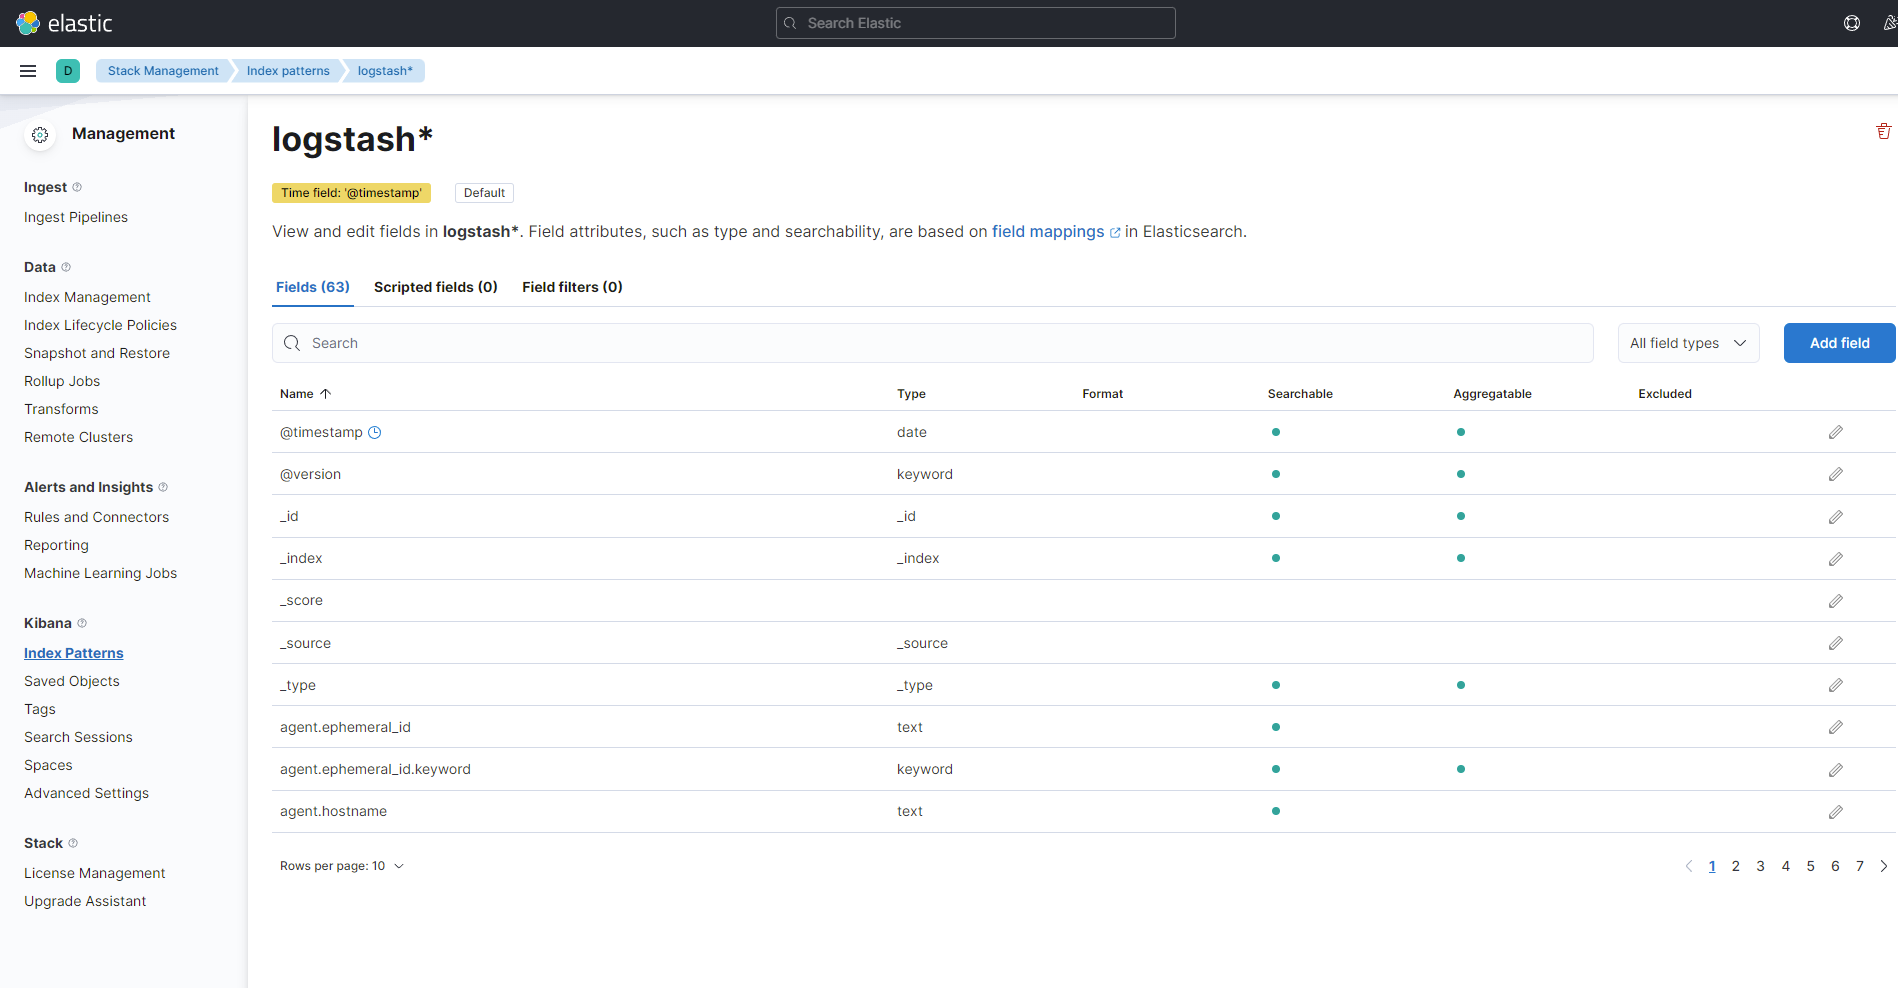 elastic
Search Elastic
D
Stack Management
Index patterns
logstash*
Management
Ingest
Ingest Pipelines
Data
Index Management
Index Lifecycle Policies
Snapshot and Restore
Rollup Jobs
Transforms
Remote Clusters
Alerts and Insights
Rules and Connectors
Reporting
Machine Learning Jobs
Kibana
Index Patterns
Saved Objects
Tags
Search Sessions
Spaces
Advanced Settings
Stack
License Management
Upgrade Assistant
logstash*
Time field: '@timestamp' Default
View and edit fields in logstash*. Field attributes, such as type and searchability, are based on field mappings in Elasticsearch.
Fields (63) Scripted fields (0) Field filters (0)
Search All field types Add field
Name Type Format Searchable Aggregatable Excluded
@timestamp date
@version keyword
_id _id
_index _index
_score
_source _source
_type _type
agent.ephemeral_id text
agent.ephemeral_id.keyword keyword
agent.hostname text
Rows per page: 10 1 2 3 4 5 6 7